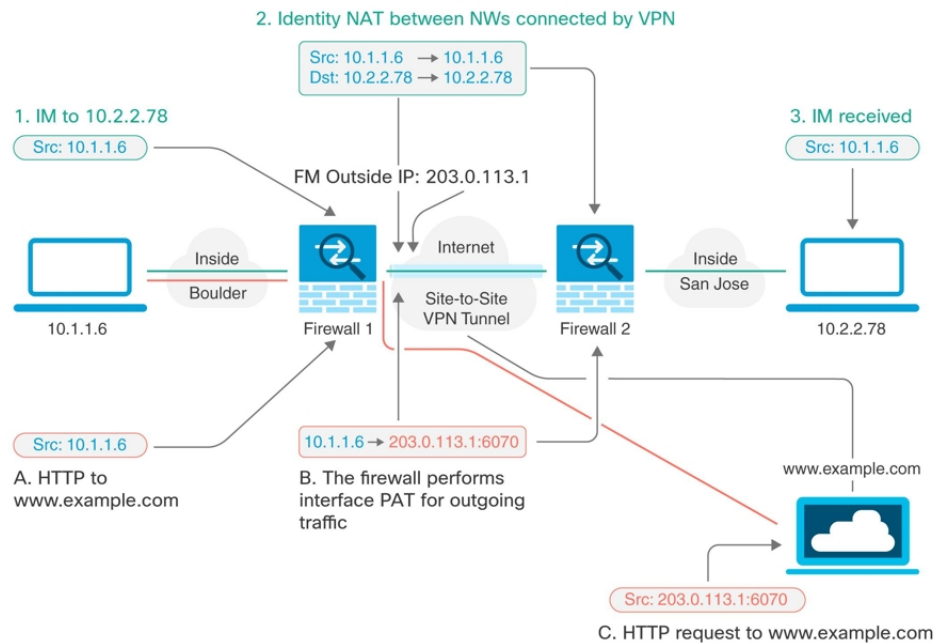 2. Identity NAT between NWs connected by VPN
Src: 10.1.1.6 → 10.1.1.6
Dst: 10.2.2.78 → 10.2.2.78
1. IM to 10.2.2.78
Src: 10.1.1.6
3. IM received
Src: 10.1.1.6
FM Outside IP: 203.0.113.1
Inside
Boulder
Internet
Site-to-Site
VPN Tunnel
Inside
San Jose
10.1.1.6
Firewall 1
Firewall 2
10.2.2.78
Src: 10.1.1.6
A. HTTP to
www.example.com
10.1.1.6 → 203.0.113.1:6070
B. The firewall performs
interface PAT for outgoing
traffic
www.example.com
Src: 203.0.113.1:6070
C. HTTP request to www.example.com